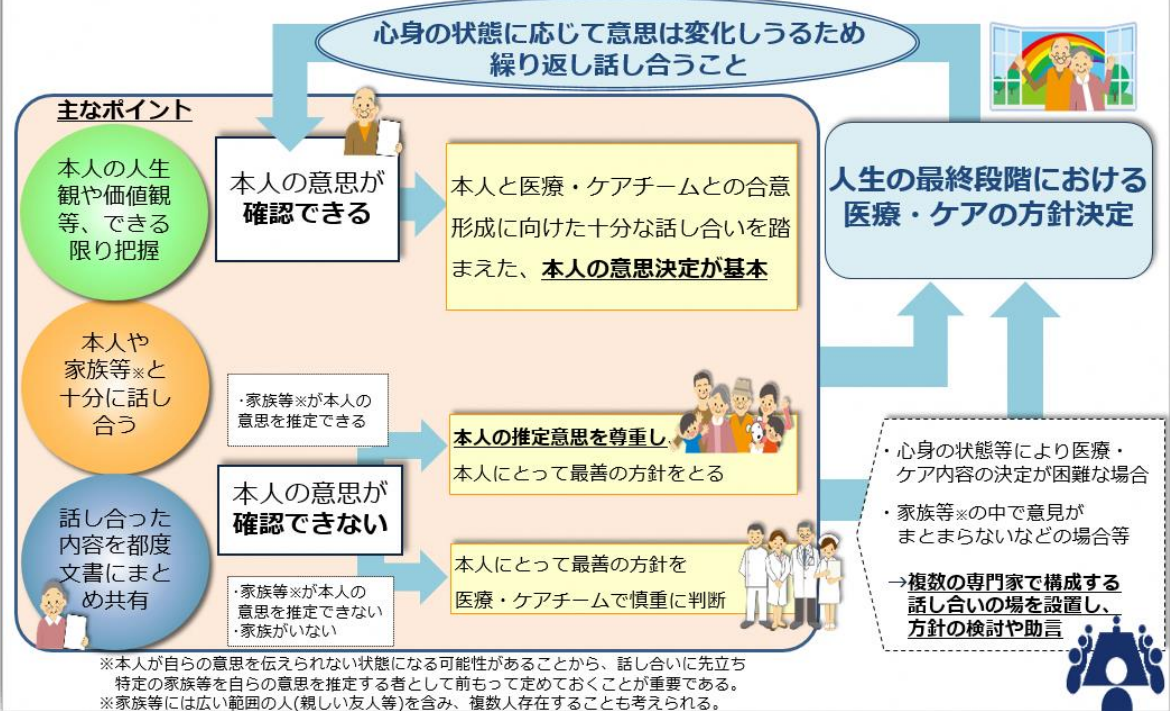 心身の状態に応じて意思は変化しうるため
繰り返し話し合うこと
主なポイント
本人の人生
観や価値観
等、できる
限り把握
本人の意思が
確認できる
本人と医療・ケアチームとの合意
形成に向けた十分な話し合いを踏
まえた、本人の意思決定が基本
人生の最終段階における
医療・ケアの方針決定
本人や
家族等※と
十分に話し
合う
・家族等※が本人の
意思を推定できる
本人の推定意思を尊重し、
本人にとって最善の方針をとる
本人の意思が
確認できない
話し合った
内容を都度
文書にまと
め共有
・家族等※が本人の
意思を推定できない
・家族がいない
本人にとって最善の方針を
医療・ケアチームで慎重に判断
・心身の状態等により医療・
ケア内容の決定が困難な場合
・家族等※の中で意見が
まとまらないなどの場合等
→複数の専門家で構成する
話し合いの場を設置し、
方針の検討や助言
※本人が自らの意思を伝えられない状態になる可能性があることから、話し合いに先立ち
特定の家族等を自らの意思を推定する者として前もって定めておくことが重要である。
※家族等には広い範囲の人(親しい友人等)を含み、複数人存在することも考えられる。